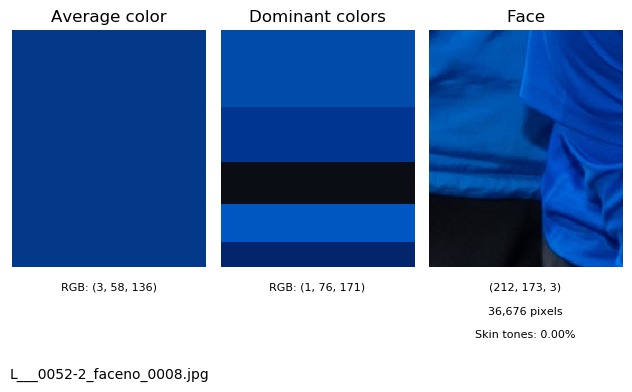 Average color
Dominant colors
Face
RGB: (3, 58, 136)
RGB: (1, 76, 171)
(212, 173, 3)
36,676 pixels
Skin tones: 0.00%
L___0052-2_faceno_0008.jpg